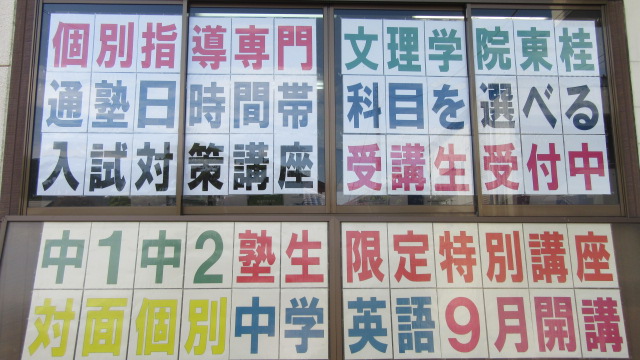 個別指導専門
通塾日時間帯
入試対策講座
文理学院東桂
科目を選べる
受講生受付中
中1中2塾生
対面個別中学
限定特別講座
英語9月開講